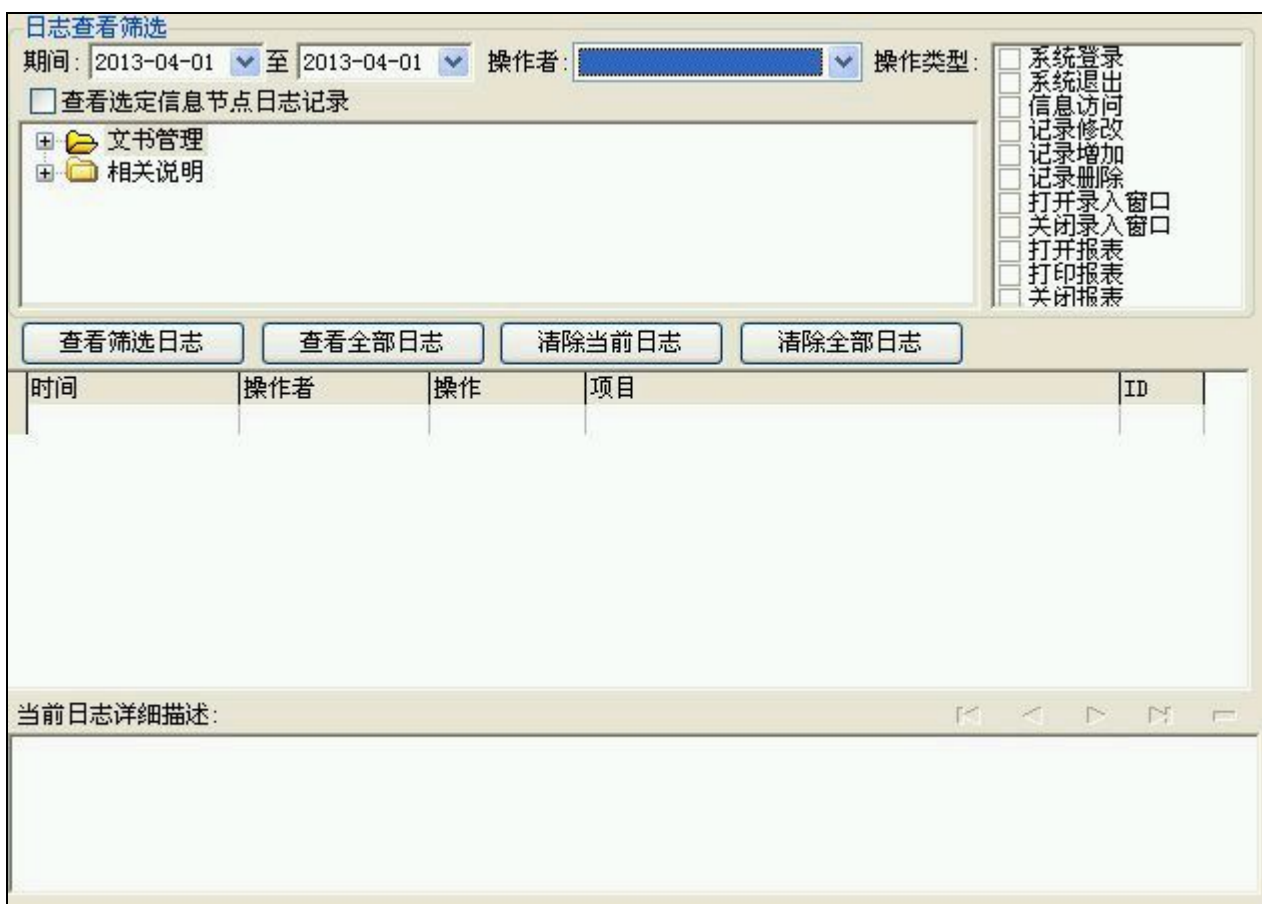 日志查看筛选
期间: 2013-04-01 至 2013-04-01 操作者: 操作类型:
系统登录
系统退出
信息访问
记录修改
记录增加
记录删除
打开录入窗口
关闭录入窗口
打开报表
打印报表
关闭报表
查看选定信息节点日志记录
文书管理
相关说明
查看筛选日志 查看全部日志 清除当前日志 清除全部日志
时间 操作者 操作 项目 ID
当前日志详细描述: